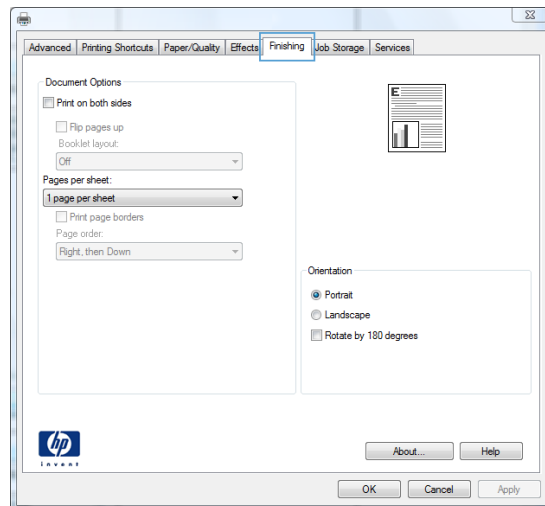 Advanced Printing Shortcuts Paper/Quality Effects Finishing Job Storage Services
Document Options
Print on both sides
Flip pages up
Booklet layout:
Off
Pages per sheet:
1 page per sheet
Print page borders
Page order:
Right, then Down
E
Orientation
Portrait
Landscape
Rotate by 180 degrees
hp
invent
About... Help
OK Cancel Apply